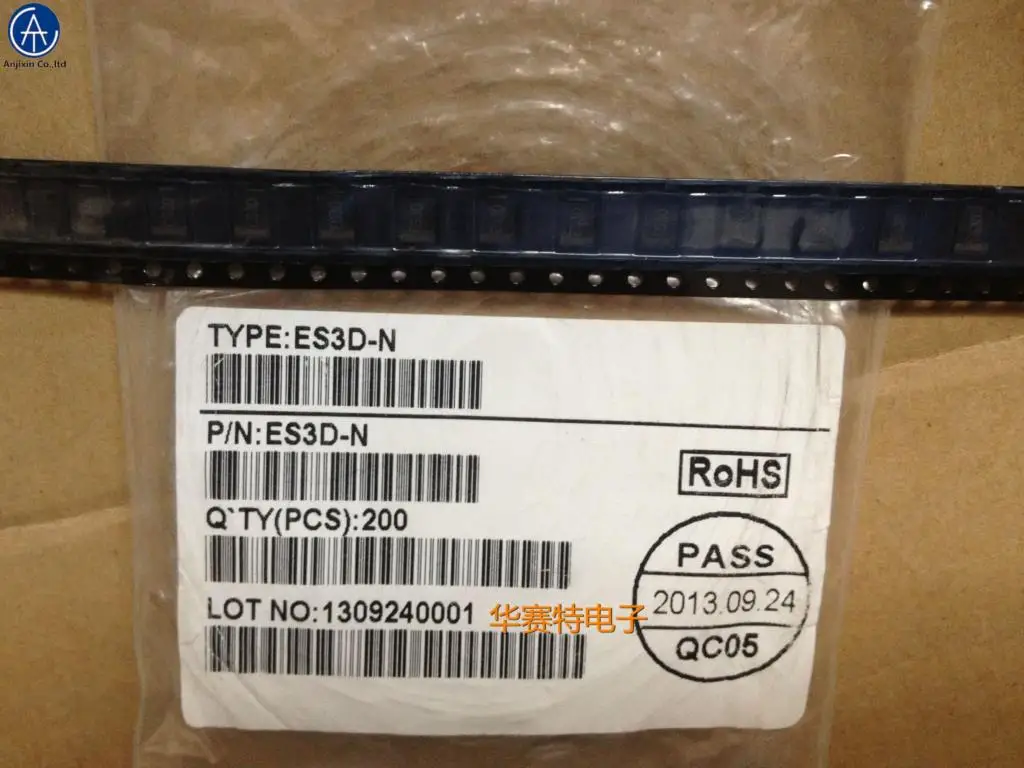 Anjixin Co.,ltd
TYPE:ES3D-N
P/N:ES3D-N
RoHS
Q`TY(PCS):200
PASS
2013.09.24
LOT NO:1309240001
华赛特电子
QC05